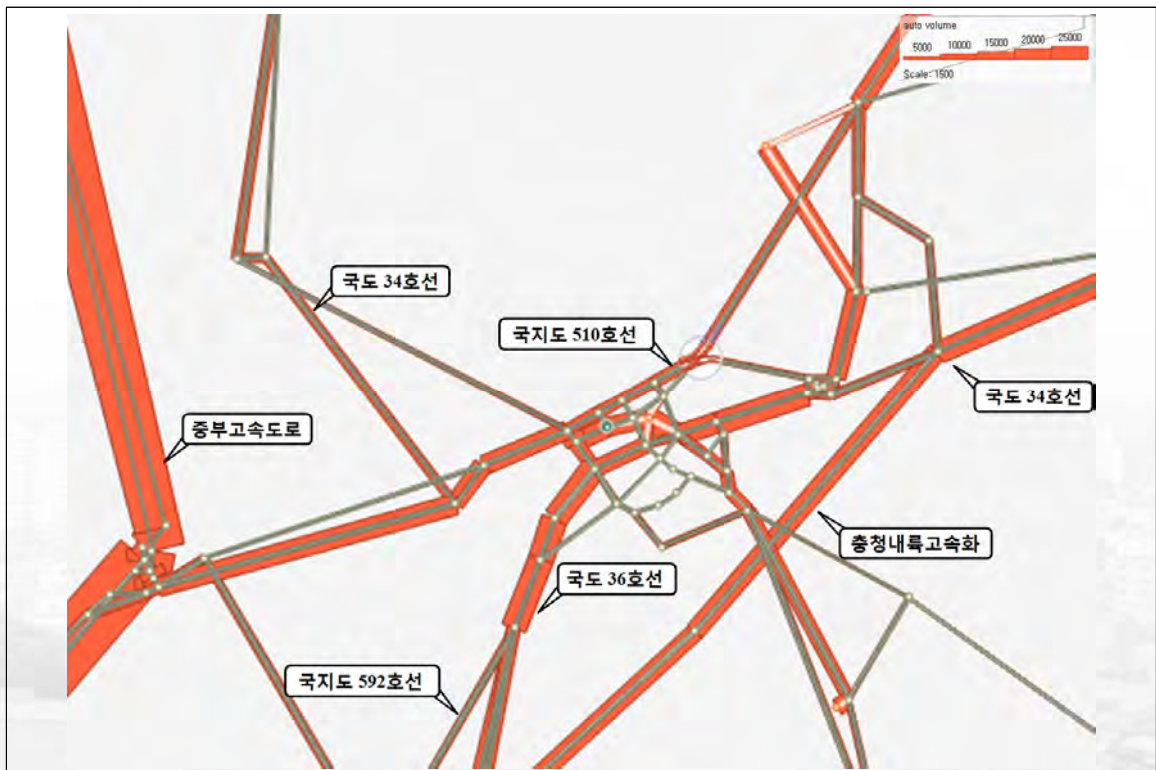 auto volume
5000 10000 15000 20000 25000
Scale: 1500
국도 34호선
국지도 510호선
국도 34호선
중부고속도로
충청내륙고속화
국도 36호선
국지도 592호선